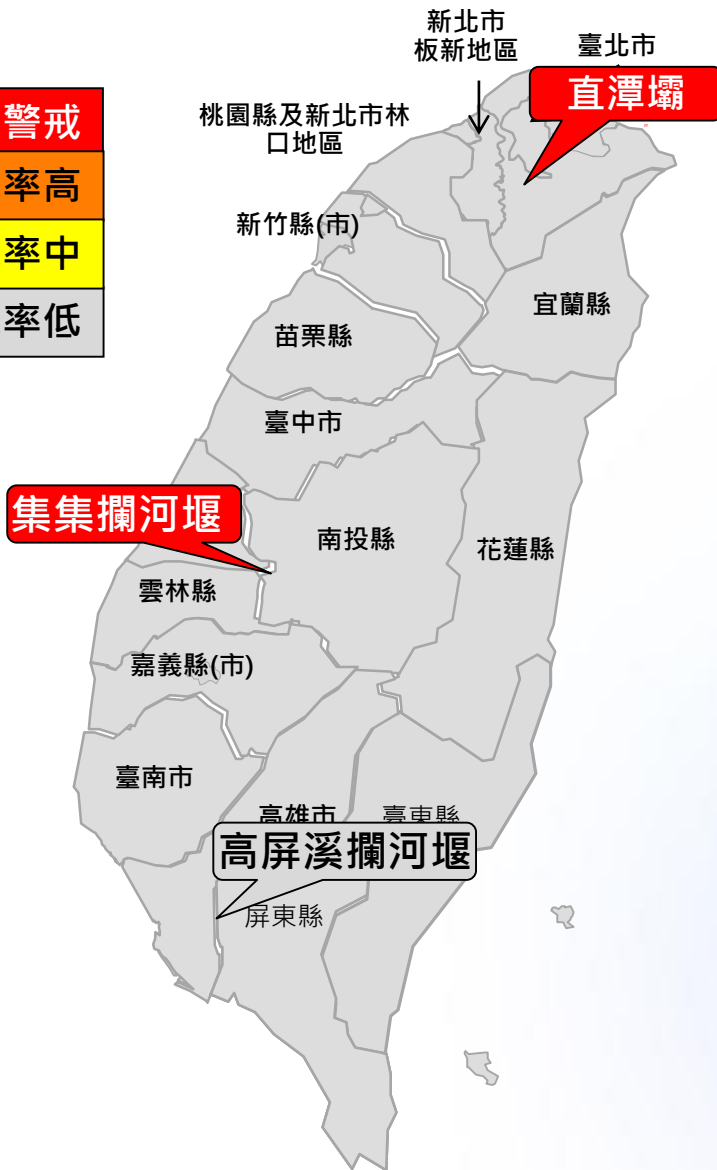 新北市
板新地區
臺北市
直潭壩
警戒
率高
率中
率低
桃園縣及新北市林
口地區
新竹縣(市)
宜蘭縣
苗栗縣
臺中市
集集攔河堰
南投縣
花蓮縣
雲林縣
嘉義縣(市)
臺南市
高雄市
臺東縣
高屏溪攔河堰
屏東縣